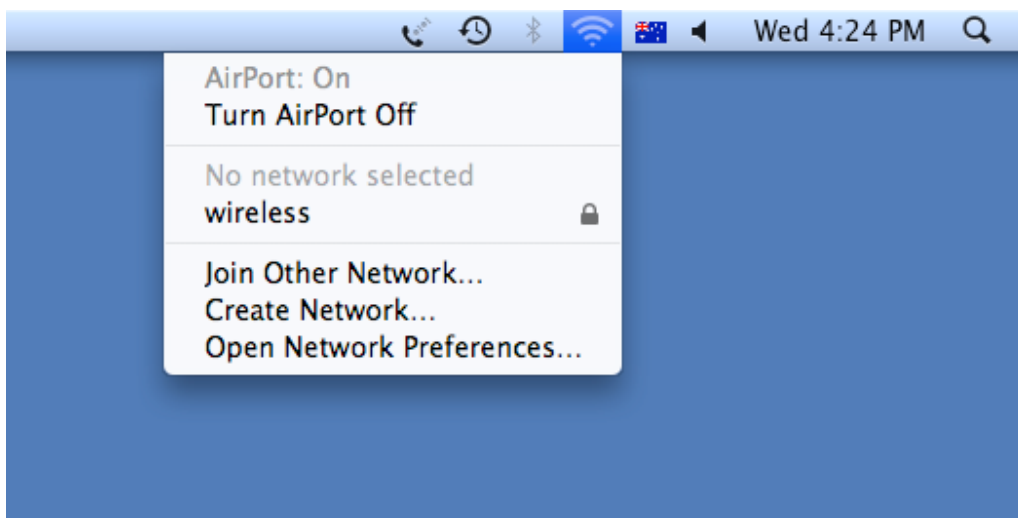 Wed 4:24 PM
AirPort: On
Turn AirPort Off
No network selected
wireless
Join Other Network...
Create Network...
Open Network Preferences...